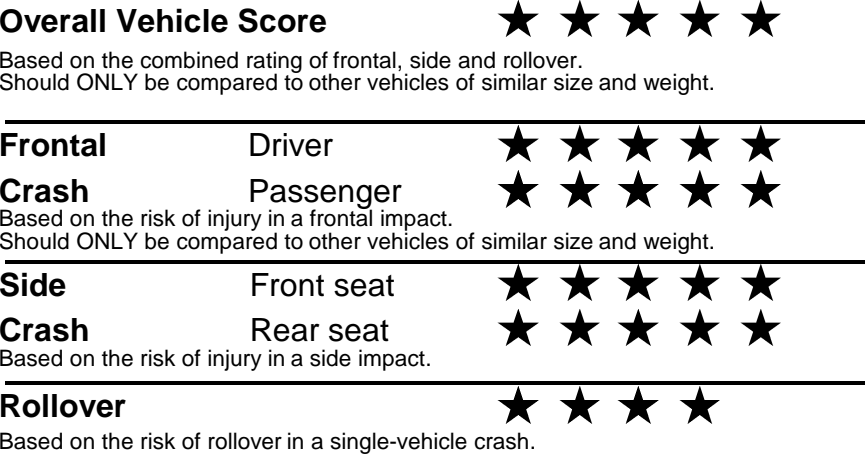 Overall Vehicle Score ★ ★ ★ ★ ★
Based on the combined rating of frontal, side and rollover.
Should ONLY be compared to other vehicles of similar size and weight.
Frontal Driver ★ ★ ★ ★ ★
Crash Passenger ★ ★ ★ ★ ★
Based on the risk of injury in a frontal impact.
Should ONLY be compared to other vehicles of similar size and weight.
Side Front seat ★ ★ ★ ★ ★
Crash Rear seat ★ ★ ★ ★ ★
Based on the risk of injury in a side impact.
Rollover ★ ★ ★ ★
Based on the risk of rollover in a single-vehicle crash.